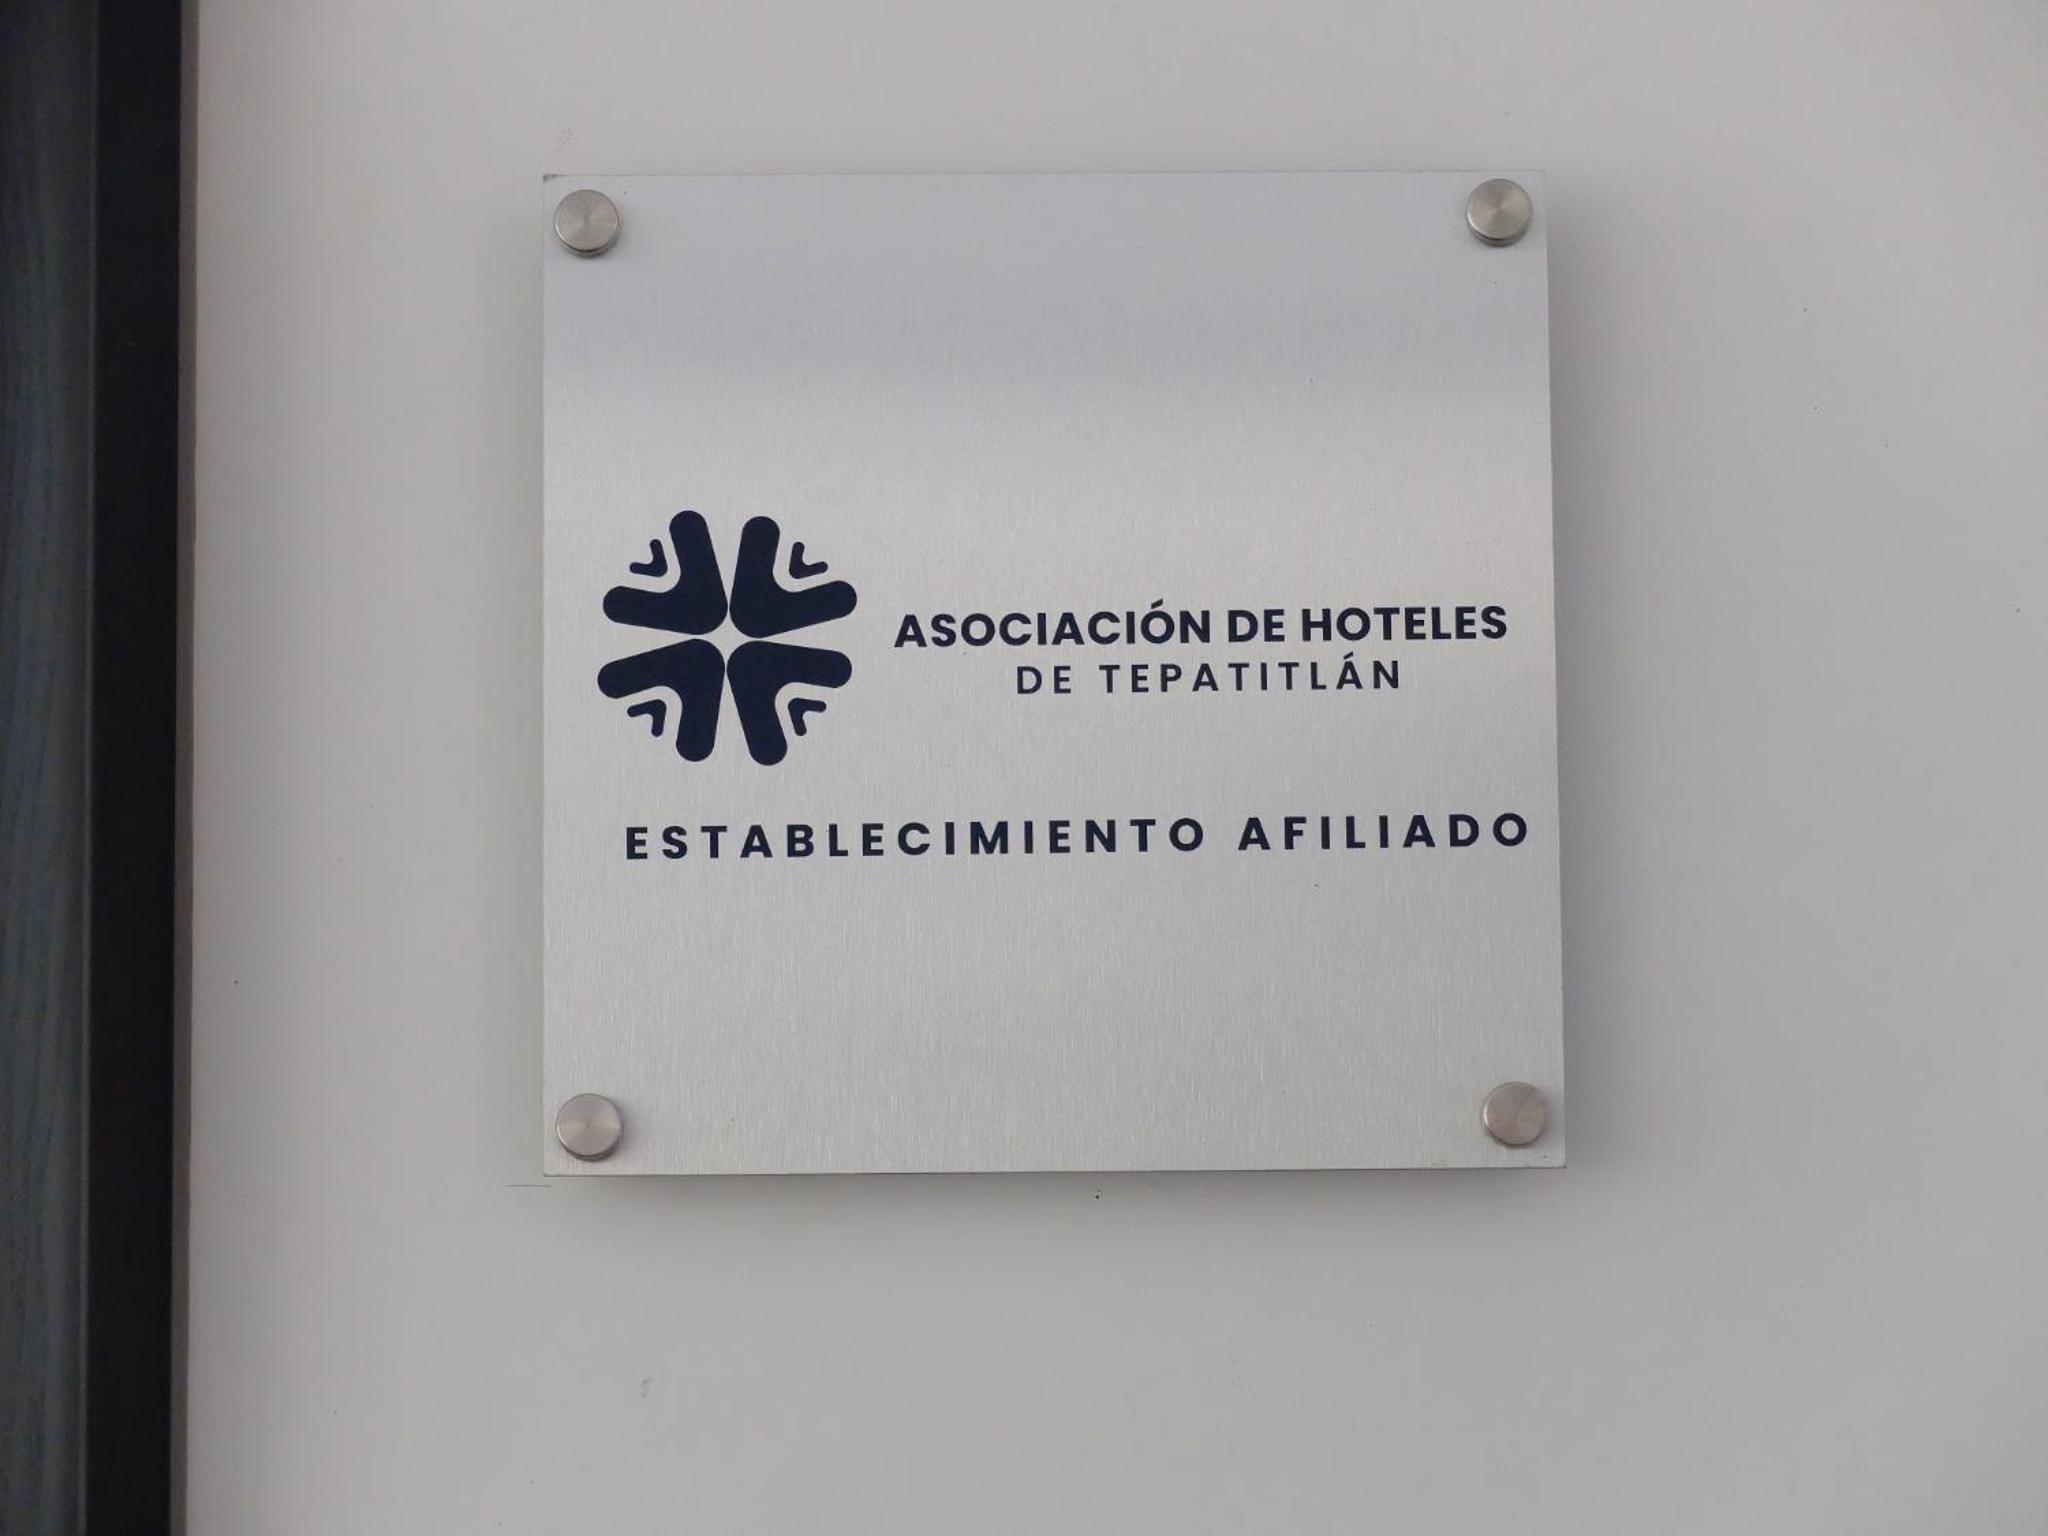 ASOCIACIÓN DE HOTELES
DE TEPATITLÁN
ESTABLECIMIENTO AFILIADO